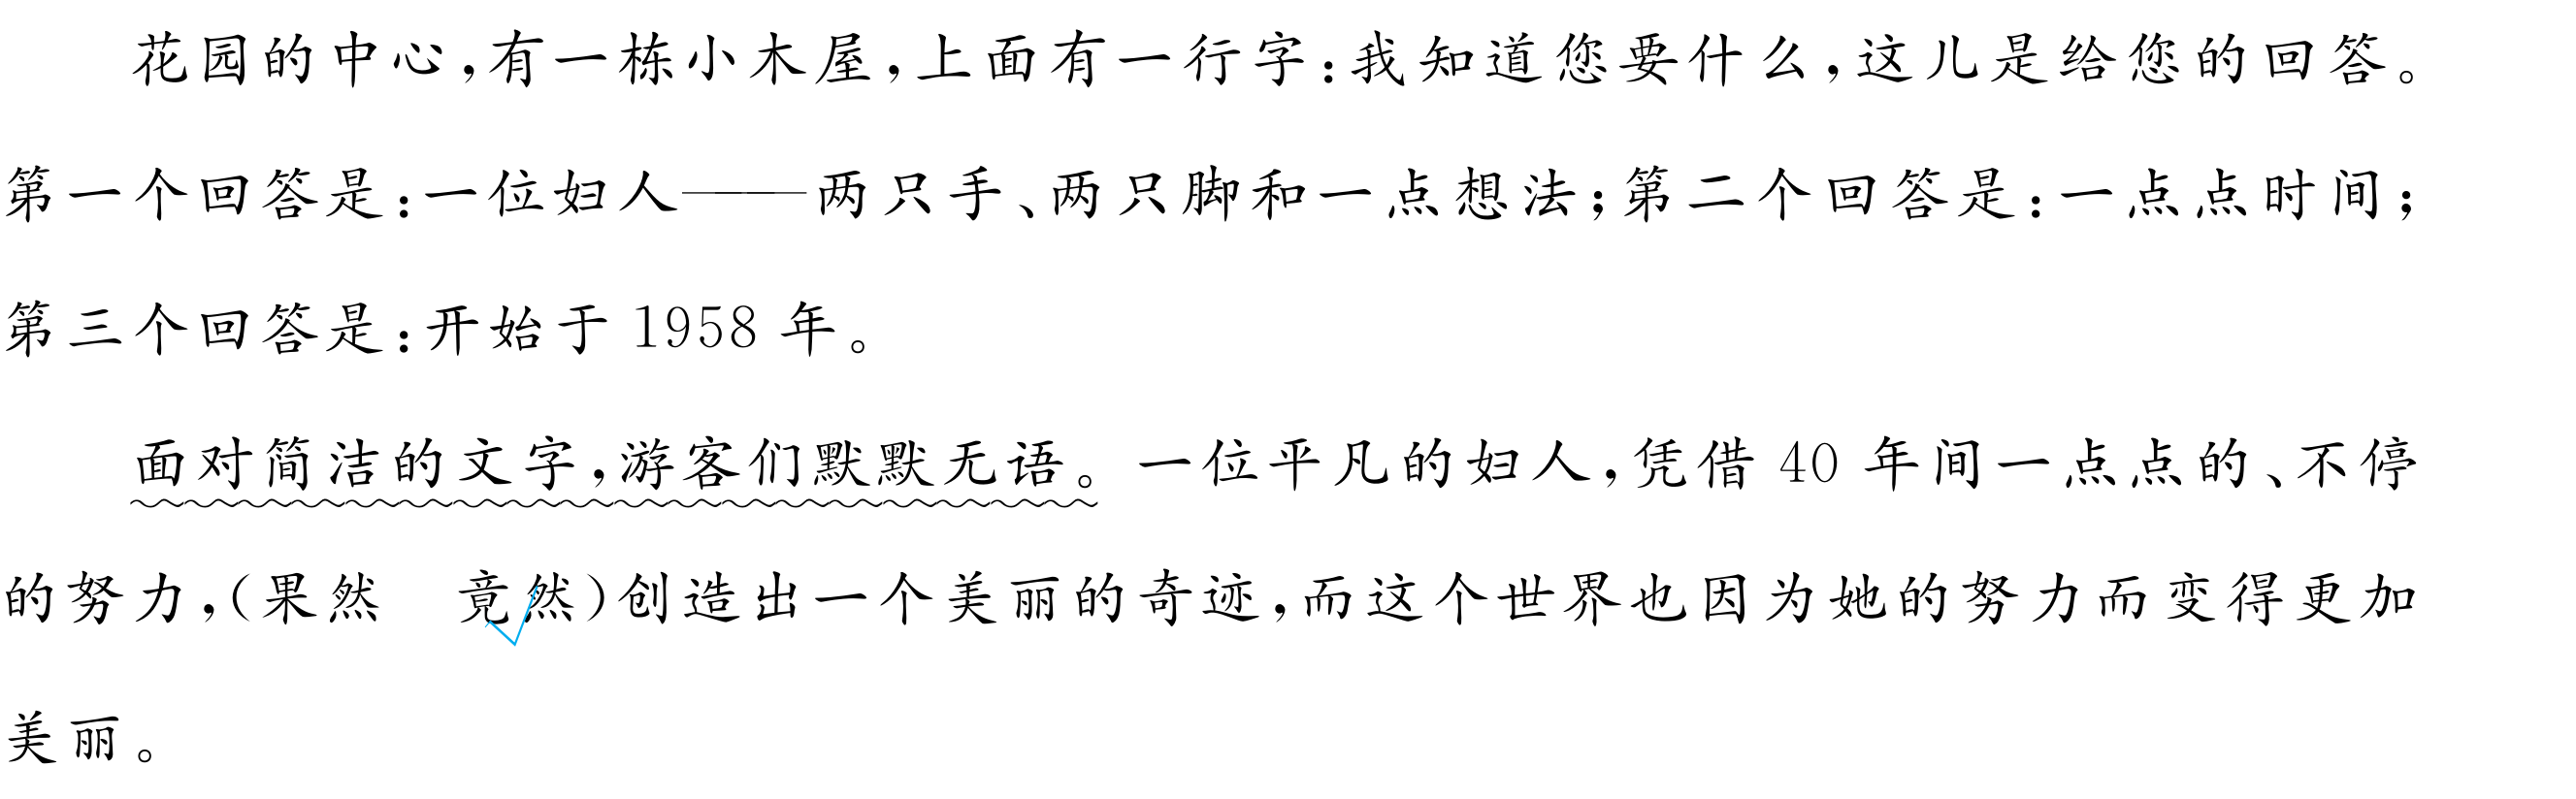 花园的中心,有一栋小木屋,上面有一行字:我知道您要什么,这儿是给您的回答。
第一个回答是:一位妇人——两只手、两只脚和一点想法;第二个回答是:一点点时间;
第三个回答是:开始于 1958 年。
面对简洁的文字,游客们默默无语。一位平凡的妇人,凭借 40 年间一点点的、不停
的努力,(果然　竟然)创造出一个美丽的奇迹,而这个世界也因为她的努力而变得更加
美丽。